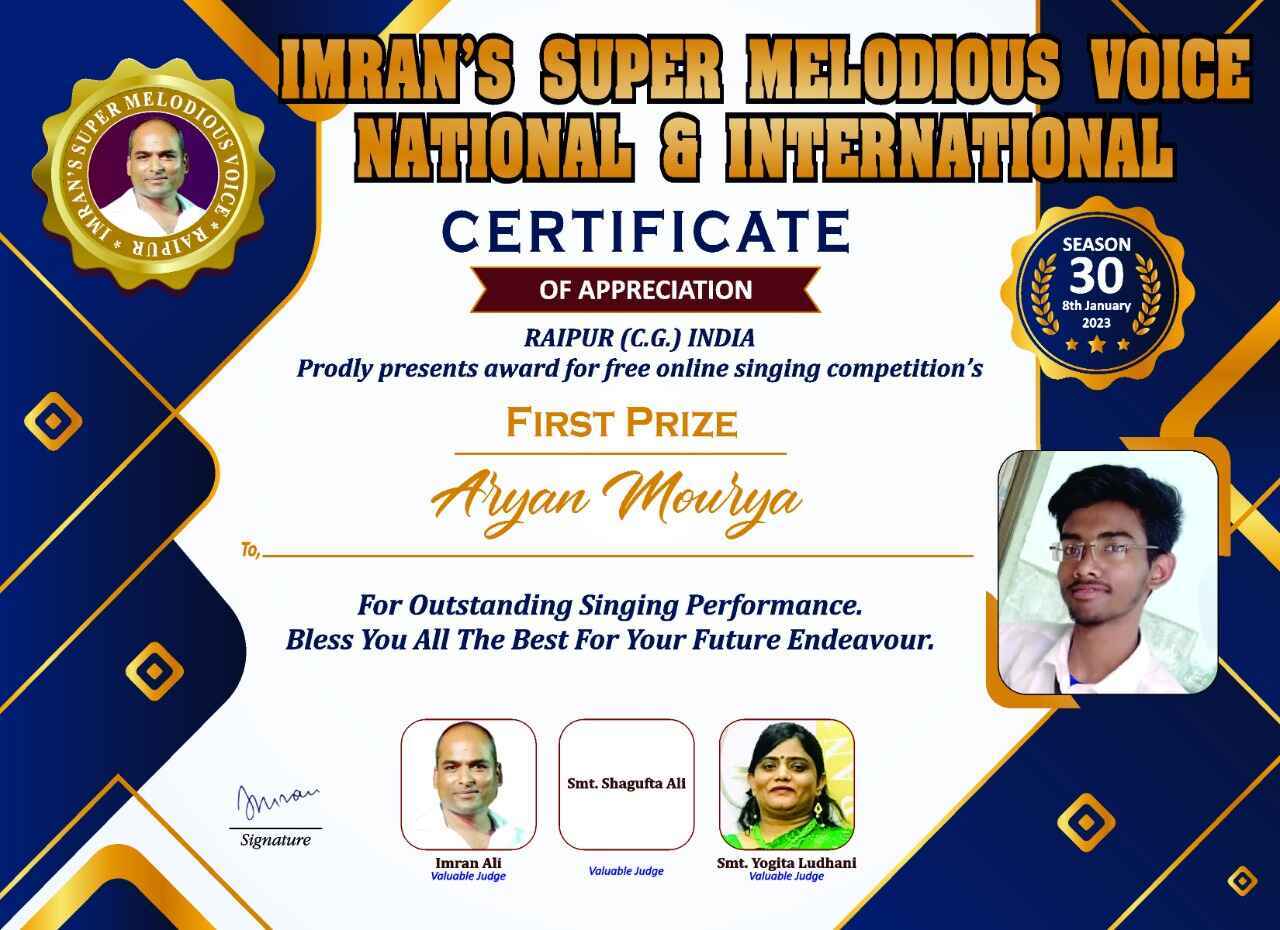 IMRAN'S SUPER MELODIOUS VOICE
NATIONAL & INTERNATIONAL
IMRAN'S SUPER MELODIOUS VOICE * RAIPUR *
CERTIFICATE
OF APPRECIATION
SEASON
30
8th January
2023
RAIPUR (C.G.) INDIA
Prodly presents award for free online singing competition's
FIRST PRIZE
Aryan Mourya
To,
For Outstanding Singing Performance.
Bless You All The Best For Your Future Endeavour.
Imran
Signature
Imran Ali
Valuable Judge
Smt. Shagufta Ali
Valuable Judge
Smt. Yogita Ludhani
Valuable Judge